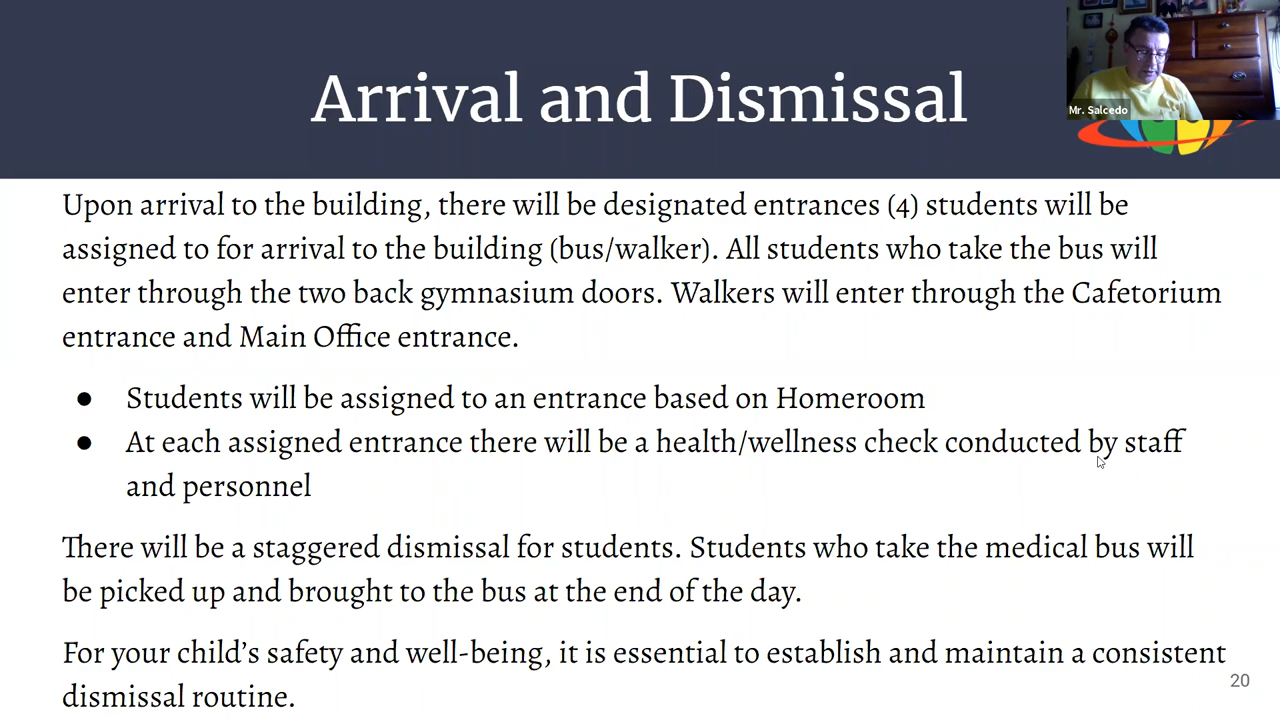 Arrival and Dismissal
Mr. Salcedo
Upon arrival to the building, there will be designated entrances (4) students will be
assigned to for arrival to the building (bus/walker). All students who take the bus will
enter through the two back gymnasium doors. Walkers will enter through the Cafetorium
entrance and Main Office entrance.
● Students will be assigned to an entrance based on Homeroom
● At each assigned entrance there will be a health/wellness check conducted by staff
and personnel
There will be a staggered dismissal for students. Students who take the medical bus will
be picked up and brought to the bus at the end of the day.
For your child’s safety and well-being, it is essential to establish and maintain a consistent
dismissal routine.
20